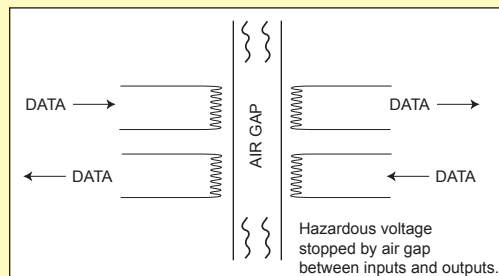 DATA
DATA
AIR GAP
DATA
DATA
Hazardous voltage
stopped by air gap
between inputs and outputs.